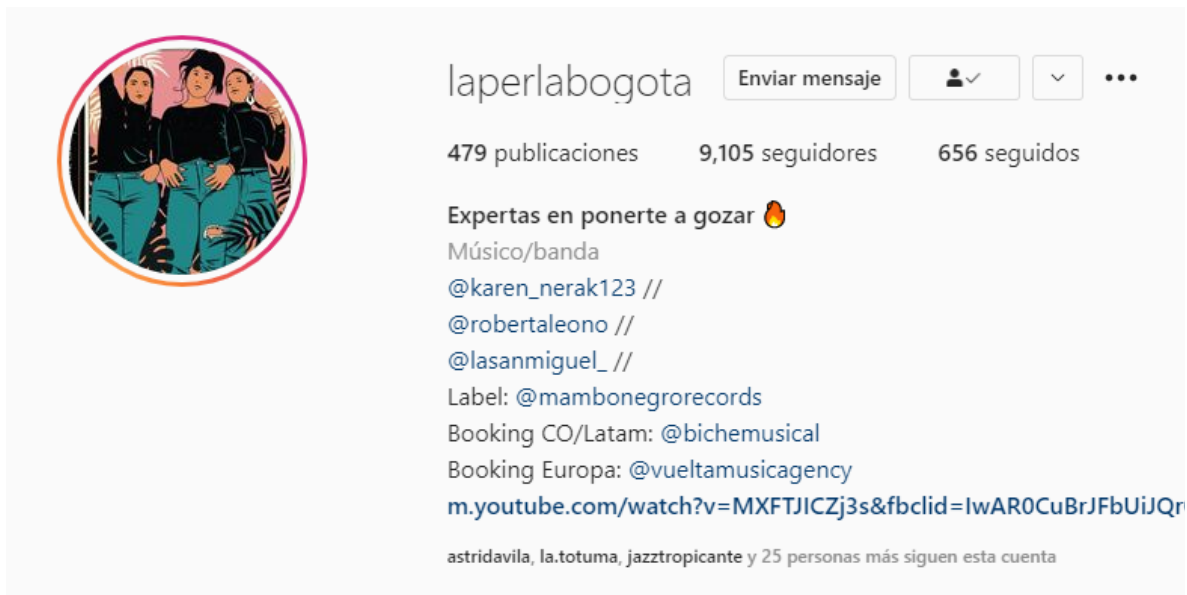 laperlabogota Enviar mensaje
479 publicaciones 9,105 seguidores 656 seguidos
Expertas en ponerte a gozar 🔥
Músico/banda
@karen_nerak123 //
@robertaleono //
@lasanmiguel_ //
Label: @mambonegrorecords
Booking CO/Latam: @bichemusical
Booking Europa: @vueltamusicagency
m.youtube.com/watch?v=MXFTJICZj3s&fbclid=IwAR0CuBrJFbUiJQr
astridavila, la.totuma, jazztropicante y 25 personas más siguen esta cuenta